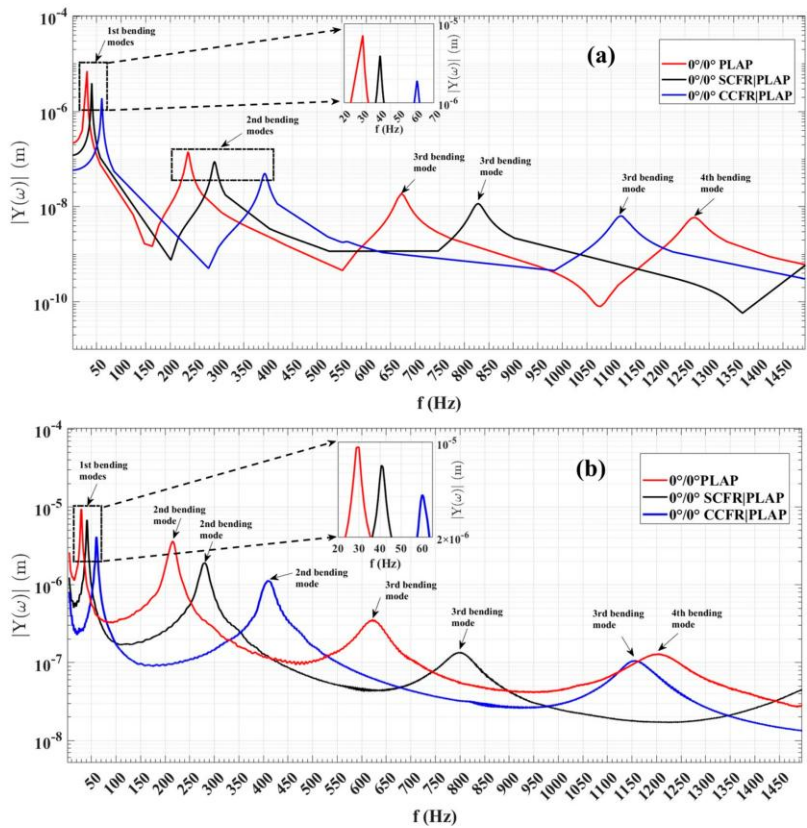 10⁻⁴
1st bending
modes
(a)
0°/0° PLAP
0°/0° SCFR|PLAP
0°/0° CCFR|PLAP
10⁻⁵
|Y(ω)| (m)
10⁻⁶
20 30 40 50 60 70
f (Hz)
10⁻⁶
2nd bending
modes
|Y(ω)| (m)
3rd bending
mode
3rd bending
mode
3rd bending
mode
4th bending
mode
10⁻⁸
10⁻¹⁰
50 100 150 200 250 300 350 400 450 500 550 600 650 700 750 800 850 900 950 1000 1050 1100 1150 1200 1250 1300 1350 1400 1450
f (Hz)
10⁻⁴
1st bending
modes
(b)
0°/0°PLAP
0°/0° SCFR|PLAP
0°/0° CCFR|PLAP
10⁻⁵
|Y(ω)| (m)
2×10⁻⁶
20 30 40 50 60
f (Hz)
10⁻⁵
2nd bending
mode
2nd bending
mode
2nd bending
mode
10⁻⁶
|Y(ω)| (m)
3rd bending
mode
3rd bending
mode
3rd bending
mode
4th bending
mode
10⁻⁷
10⁻⁸
50 100 150 200 250 300 350 400 450 500 550 600 650 700 750 800 850 900 950 1000 1050 1100 1150 1200 1250 1300 1350 1400 1450
f (Hz)